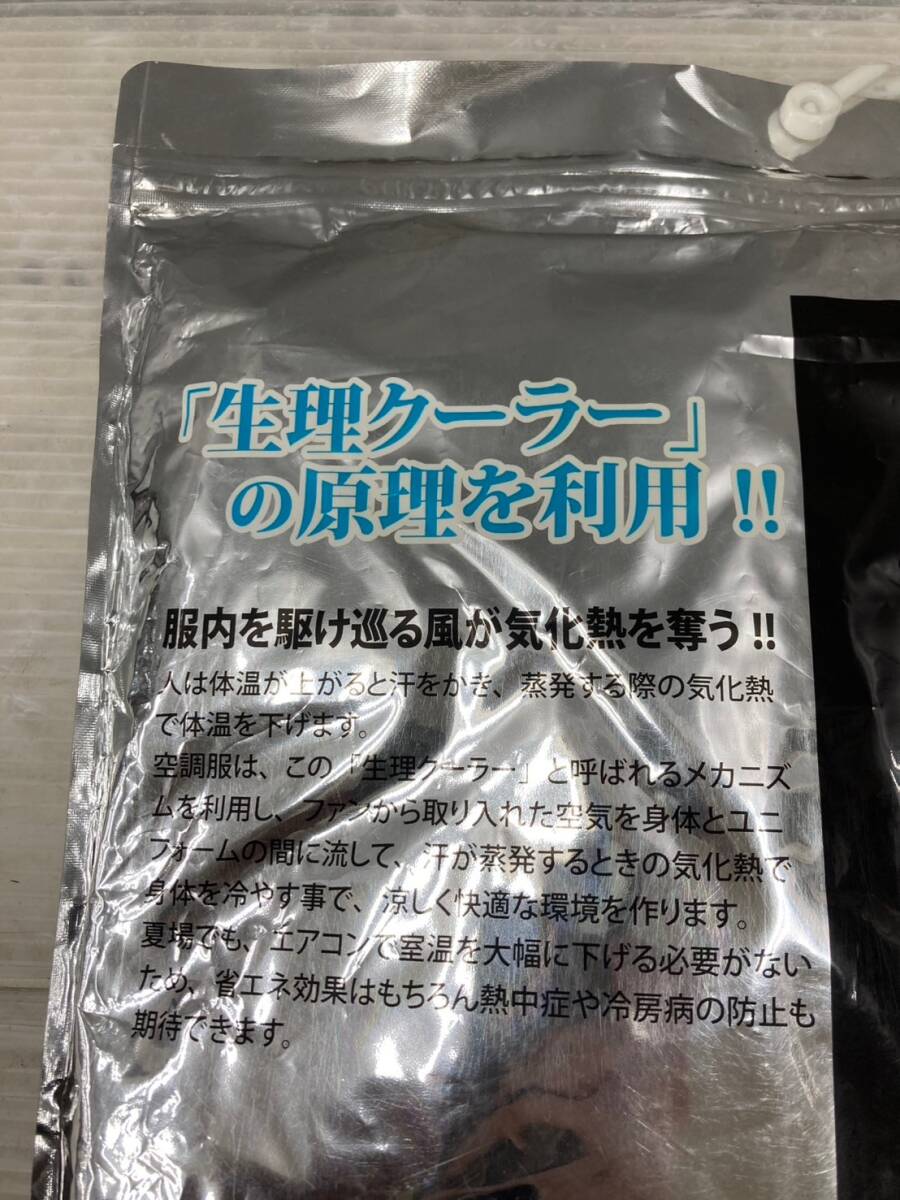 「生理クーラー」
の原理を利用!!
服内を駆け巡る風が気化熱を奪う!!
人は体温が上がると汗をかき、蒸発する際の気化熱
で体温を下げます。
空調服は、この「生理クーラー」と呼ばれるメカニズ
ムを利用し、ファンから取り入れた空気を身体とユニ
フォームの間に流して、汗が蒸発するときの気化熱で
身体を冷やす事で、涼しく快適な環境を作ります。
夏場でも、エアコンで室温を大幅に下げる必要がない
ため、省エネ効果はもちろん熱中症や冷房病の防止も
期待できます。